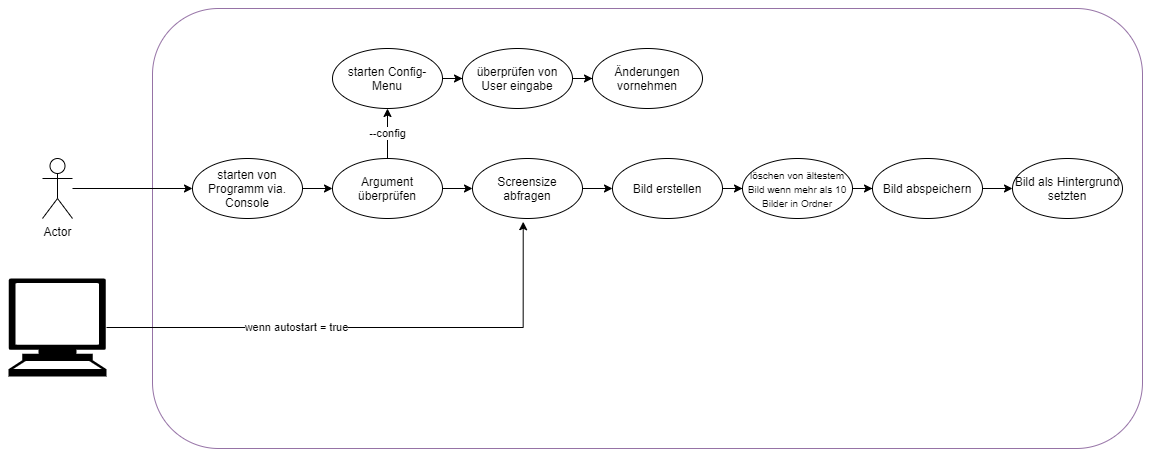 starten Config-
Menu
überprüfen von
User eingabe
Änderungen
vornehmen
--config
starten von
Programm via.
Console
Argument
überprüfen
Screensize
abfragen
Bild erstellen
löschen von ältestem
Bild wenn mehr als 10
Bilder in Ordner
Bild abspeichern
Bild als Hintergrund
setzten
Actor
wenn autostart = true